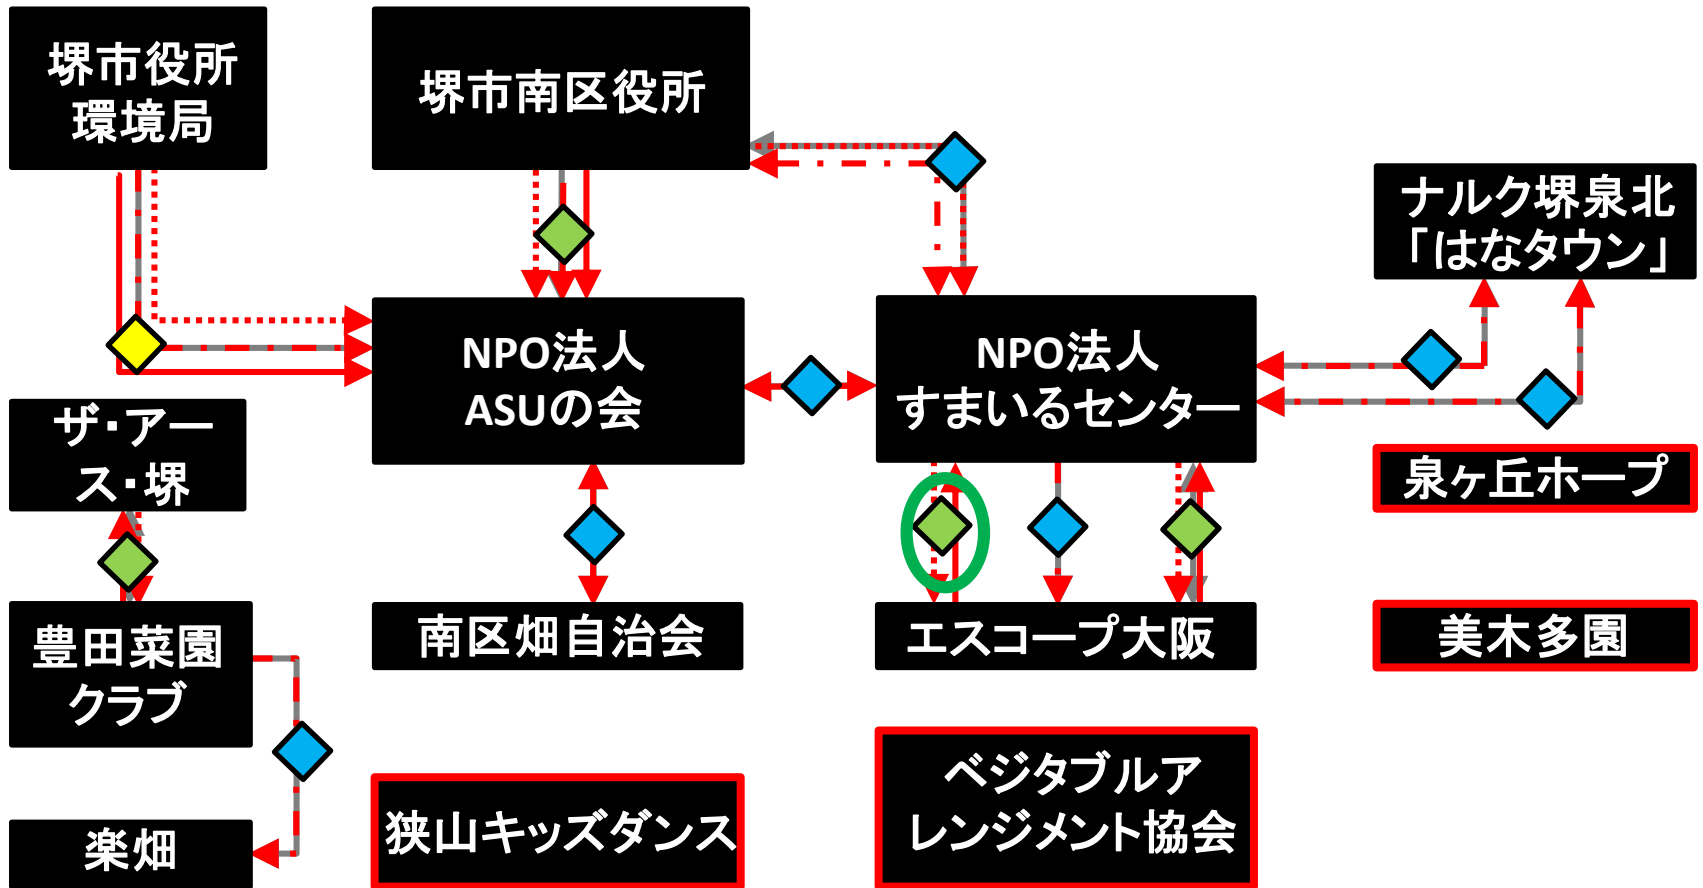 堺市役所
環境局
堺市南区役所
ナルク堺泉北
「はなタウン」
NPO法人
ASUの会
NPO法人
すまいるセンター
ザ・アー
ス・堺
泉ヶ丘ホープ
豊田菜園
クラブ
南区畑自治会
エスコープ大阪
美木多園
楽畑
狭山キッズダンス
ベジタブルア
レンジメント協会